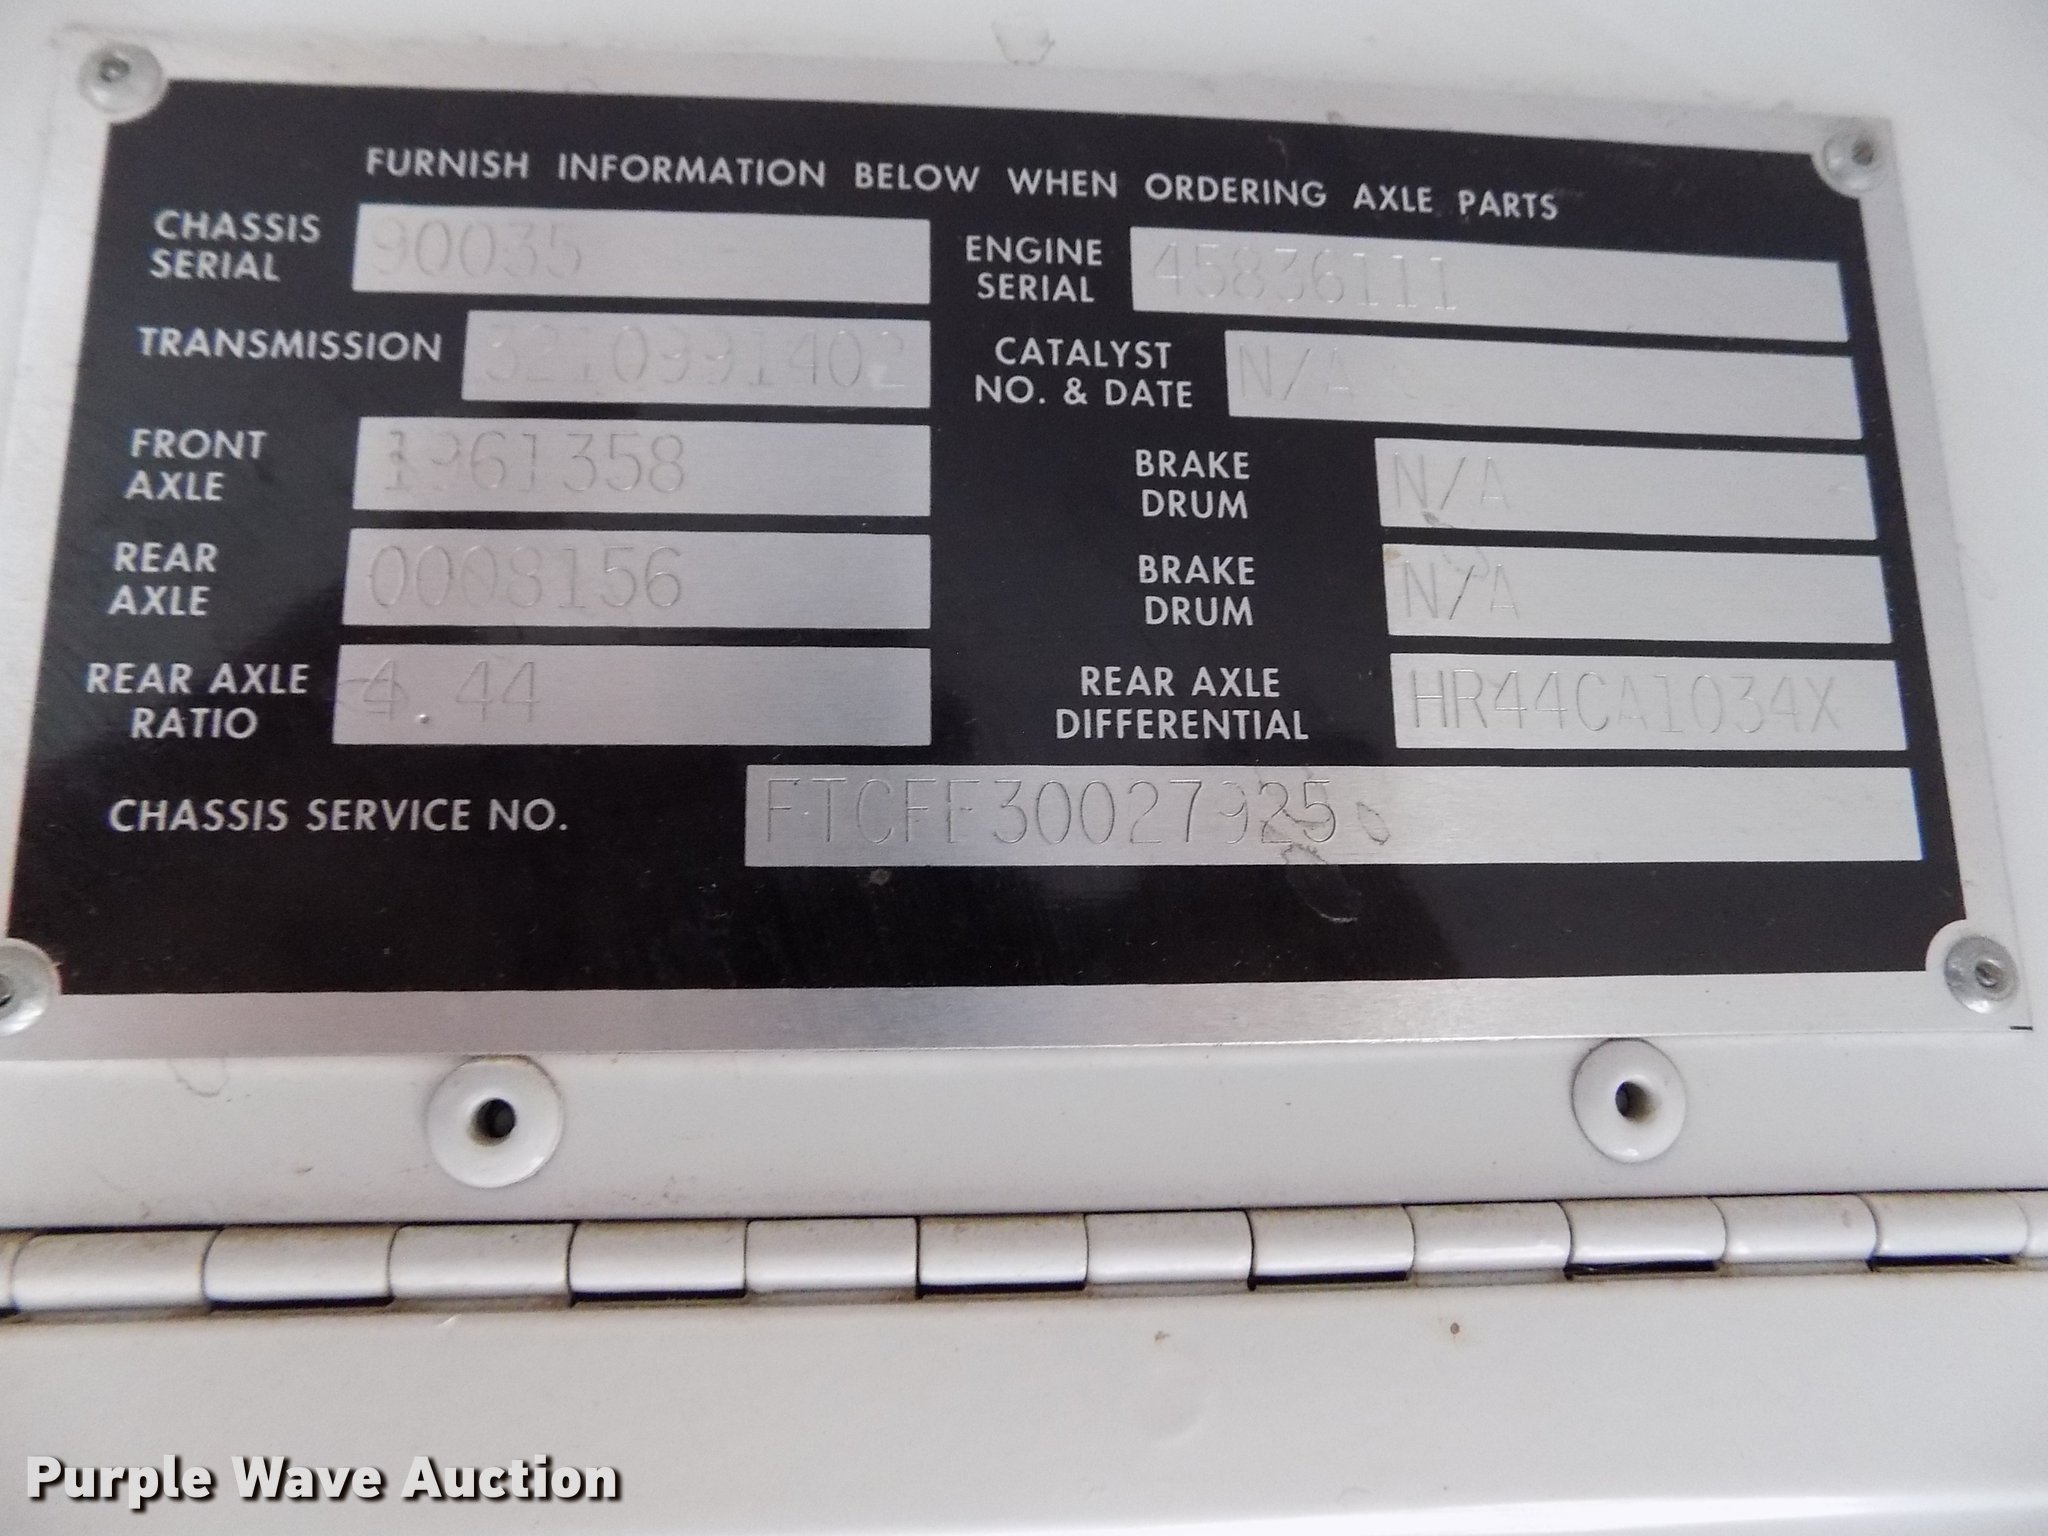 FURNISH INFORMATION BELOW WHEN ORDERING AXLE PARTS
CHASSIS SERIAL 90035
ENGINE SERIAL 45836111
TRANSMISSION 3210991402
CATALYST NO. & DATE N/A
FRONT AXLE 1961358
BRAKE DRUM N/A
REAR AXLE 0008156
BRAKE DRUM N/A
REAR AXLE RATIO 4.44
REAR AXLE DIFFERENTIAL HR44CA1034X
CHASSIS SERVICE NO. FTCFF30027925
Purple Wave Auction